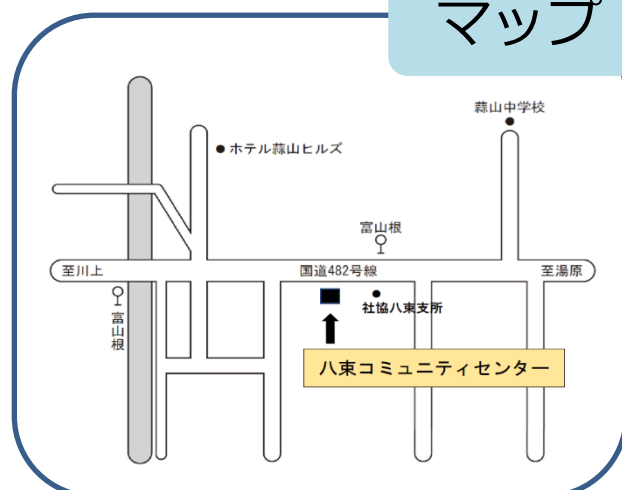 マップ
蒜山中学校
ホテル蒜山ヒルズ
富山根
至川上
国道482号線
至湯原
富山根
社協八束支所
八束コミュニティセンター